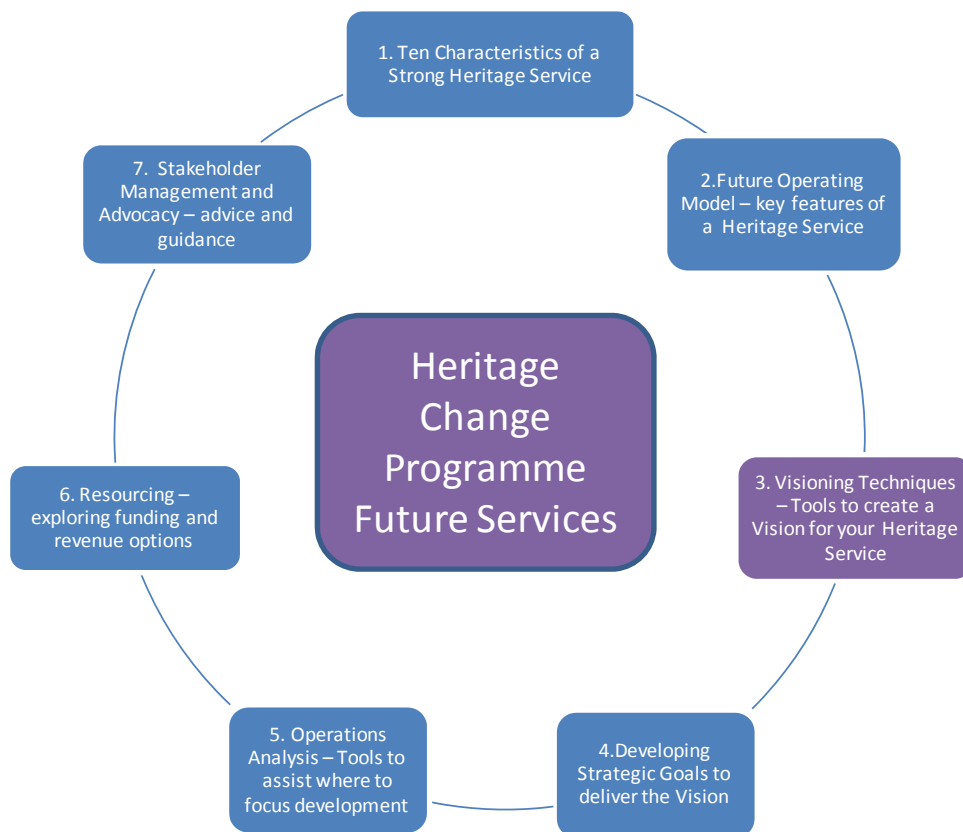 1. Ten Characteristics of a
Strong Heritage Service
2.Future Operating
Model – key features of
a Heritage Service
3. Visioning Techniques
– Tools to create a
Vision for your Heritage
Service
4.Developing
Strategic Goals to
deliver the Vision
5. Operations
Analysis – Tools to
assist where to
focus development
6. Resourcing –
exploring funding and
revenue options
7. Stakeholder
Management and
Advocacy – advice and
guidance
Heritage
Change
Programme
Future Services